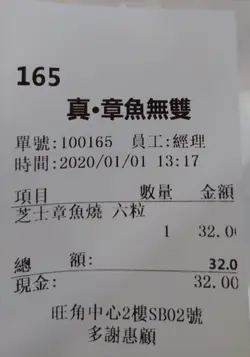 165
真•章魚無雙
單號:100165 員工:經理
時間:2020/01/01 13:17
項目 數量 金額
芝士章魚燒 六粒
1 32.0
總 額: 32.0
現金: 32.00
旺角中心2樓SB02號
多謝惠顧